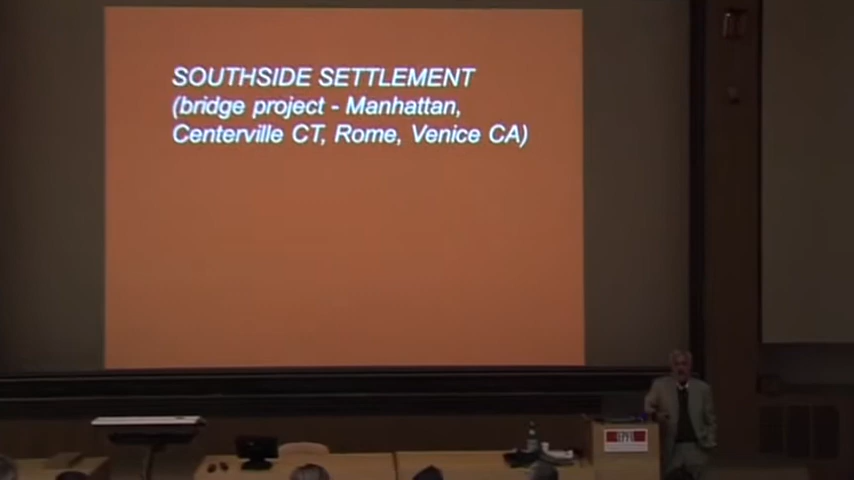 SOUTHSIDE SETTLEMENT
(bridge project - Manhattan,
Centerville CT, Rome, Venice CA)